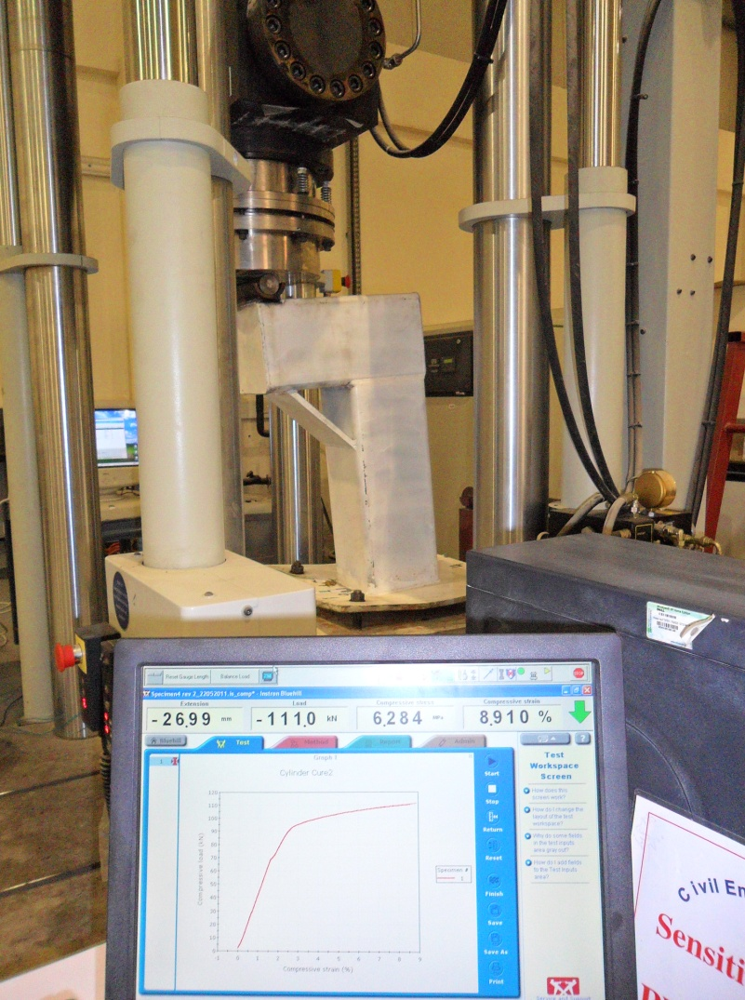 Reset Gauge Length
Balance Load
Specimen4 rev 2_22052011.is_comp* - Instron Bluehill
Extension
Load
Compressive stress
Compressive strain
-26.99 mm
-111.0 kN
6.284 MPa
8.910 %
Bluehill
Test
Method
Report
Admin
?
1
Graph 1
Cylinder Cure2
Compressive load (kN)
120
110
100
90
80
70
60
50
40
30
20
10
0
-1 0 1 2 3 4 5 6 7 8 9
Compressive strain (%)
Specimen #
1
Start
Stop
Return
Reset
Finish
Save
Save As
Print
Test
Workspace
Screen
How does this
screen work?
How do I change the
layout of the test
workspace?
Why do some fields
in the test inputs
area gray out?
How do I add fields
to the Test Inputs
area?
Service and Support
STOP
Civil En
Sensiti